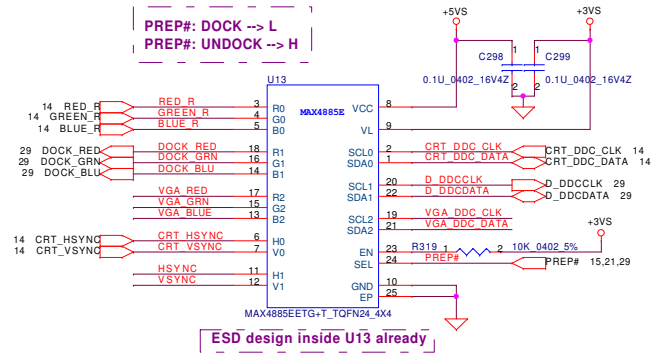 PREP#: DOCK --> L
PREP#: UNDOCK --> H
+5VS
+3VS
C298
C299
1
1
2
2
0.1U_0402_16V4Z
0.1U_0402_16V4Z
U13
MAX4885E
14 RED_R RED_R 3 R0
14 GREEN_R GREEN_R 4 G0
14 BLUE_R BLUE_R 5 B0
29 DOCK_RED DOCK_RED 18 R1
29 DOCK_GRN DOCK_GRN 16 G1
29 DOCK_BLU DOCK_BLU 14 B1
VGA_RED 17 R2
VGA_GRN 15 G2
VGA_BLUE 13 B2
14 CRT_HSYNC CRT_HSYNC 6 H0
14 CRT_VSYNC CRT_VSYNC 7 V0
HSYNC 11 H1
VSYNC 12 V1
VCC 8
VL 9
SCL0 1 CRT_DDC_CLK CRT_DDC_CLK 14
SDA0 2 CRT_DDC_DATA CRT_DDC_DATA 14
SCL1 20 D_DDCCLK D_DDCCLK 29
SDA1 22 D_DDCDATA D_DDCDATA 29
SCL2 19 VGA_DDC_CLK
SDA2 21 VGA_DDC_DATA
+3VS
EN 23 R319 1 2 10K_0402_5%
SEL 24 PREP# PREP# 15,21,29
GND 10
EP 25
MAX4885EETG+T_TQFN24_4X4
ESD design inside U13 already